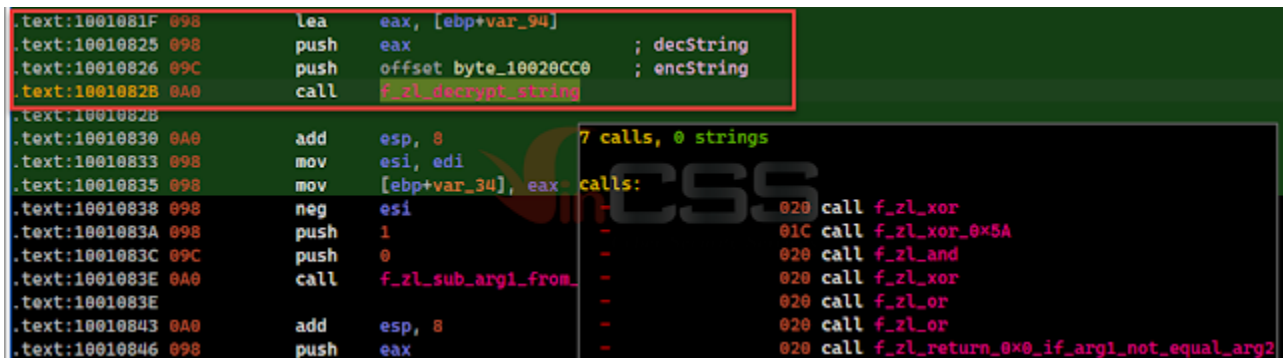 .text:1001081F 098 lea eax, [ebp+var_94]
.text:10010825 098 push eax ; decString
.text:10010826 09C push offset byte_10020CC0 ; encString
.text:1001082B 0A0 call f_zl_decrypt_string
.text:1001082B
.text:10010830 0A0 add esp, 8
.text:10010833 098 mov esi, edi
.text:10010835 098 mov [ebp+var_34], eax
.text:10010838 098 neg esi
.text:1001083A 098 push 1
.text:1001083C 09C push 0
.text:1001083E 0A0 call f_zl_sub_arg1_from_
.text:1001083E
.text:10010843 0A0 add esp, 8
.text:10010846 098 push eax
7 calls, 0 strings
calls:
- 020 call f_zl_xor
- 01C call f_zl_xor_0×5A
- 020 call f_zl_and
- 020 call f_zl_xor
- 020 call f_zl_or
- 020 call f_zl_or
- 020 call f_zl_return_0×0_if_arg1_not_equal_arg2
VinCSS